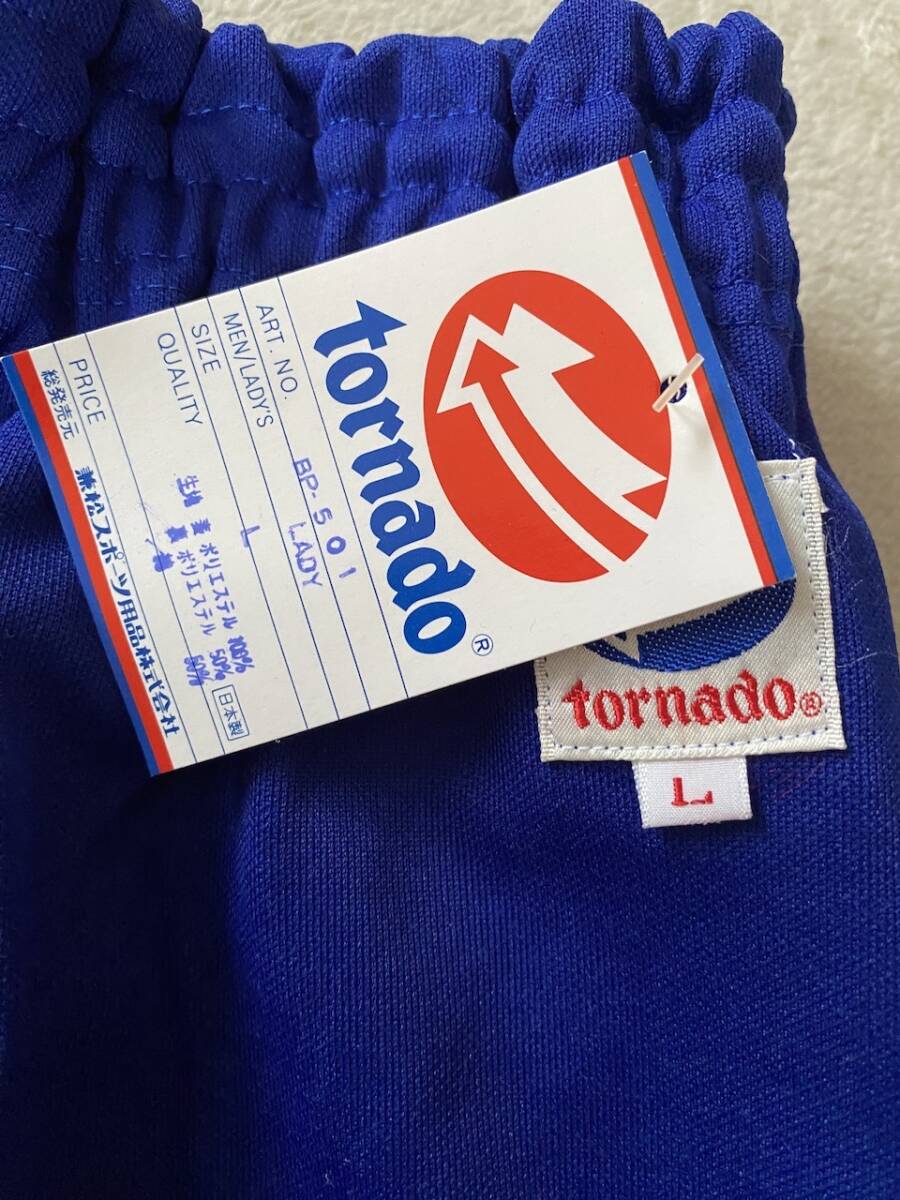 tornado®
ART. NO. BP-501
MEN/LADY'S LADY
SIZE L
QUALITY 生地 表 ポリエステル 100%
裏 ポリエステル 50%
〃 綿 50%
PRICE
日本製
総発売元 兼松スポーツ用品株式会社
tornado®
L